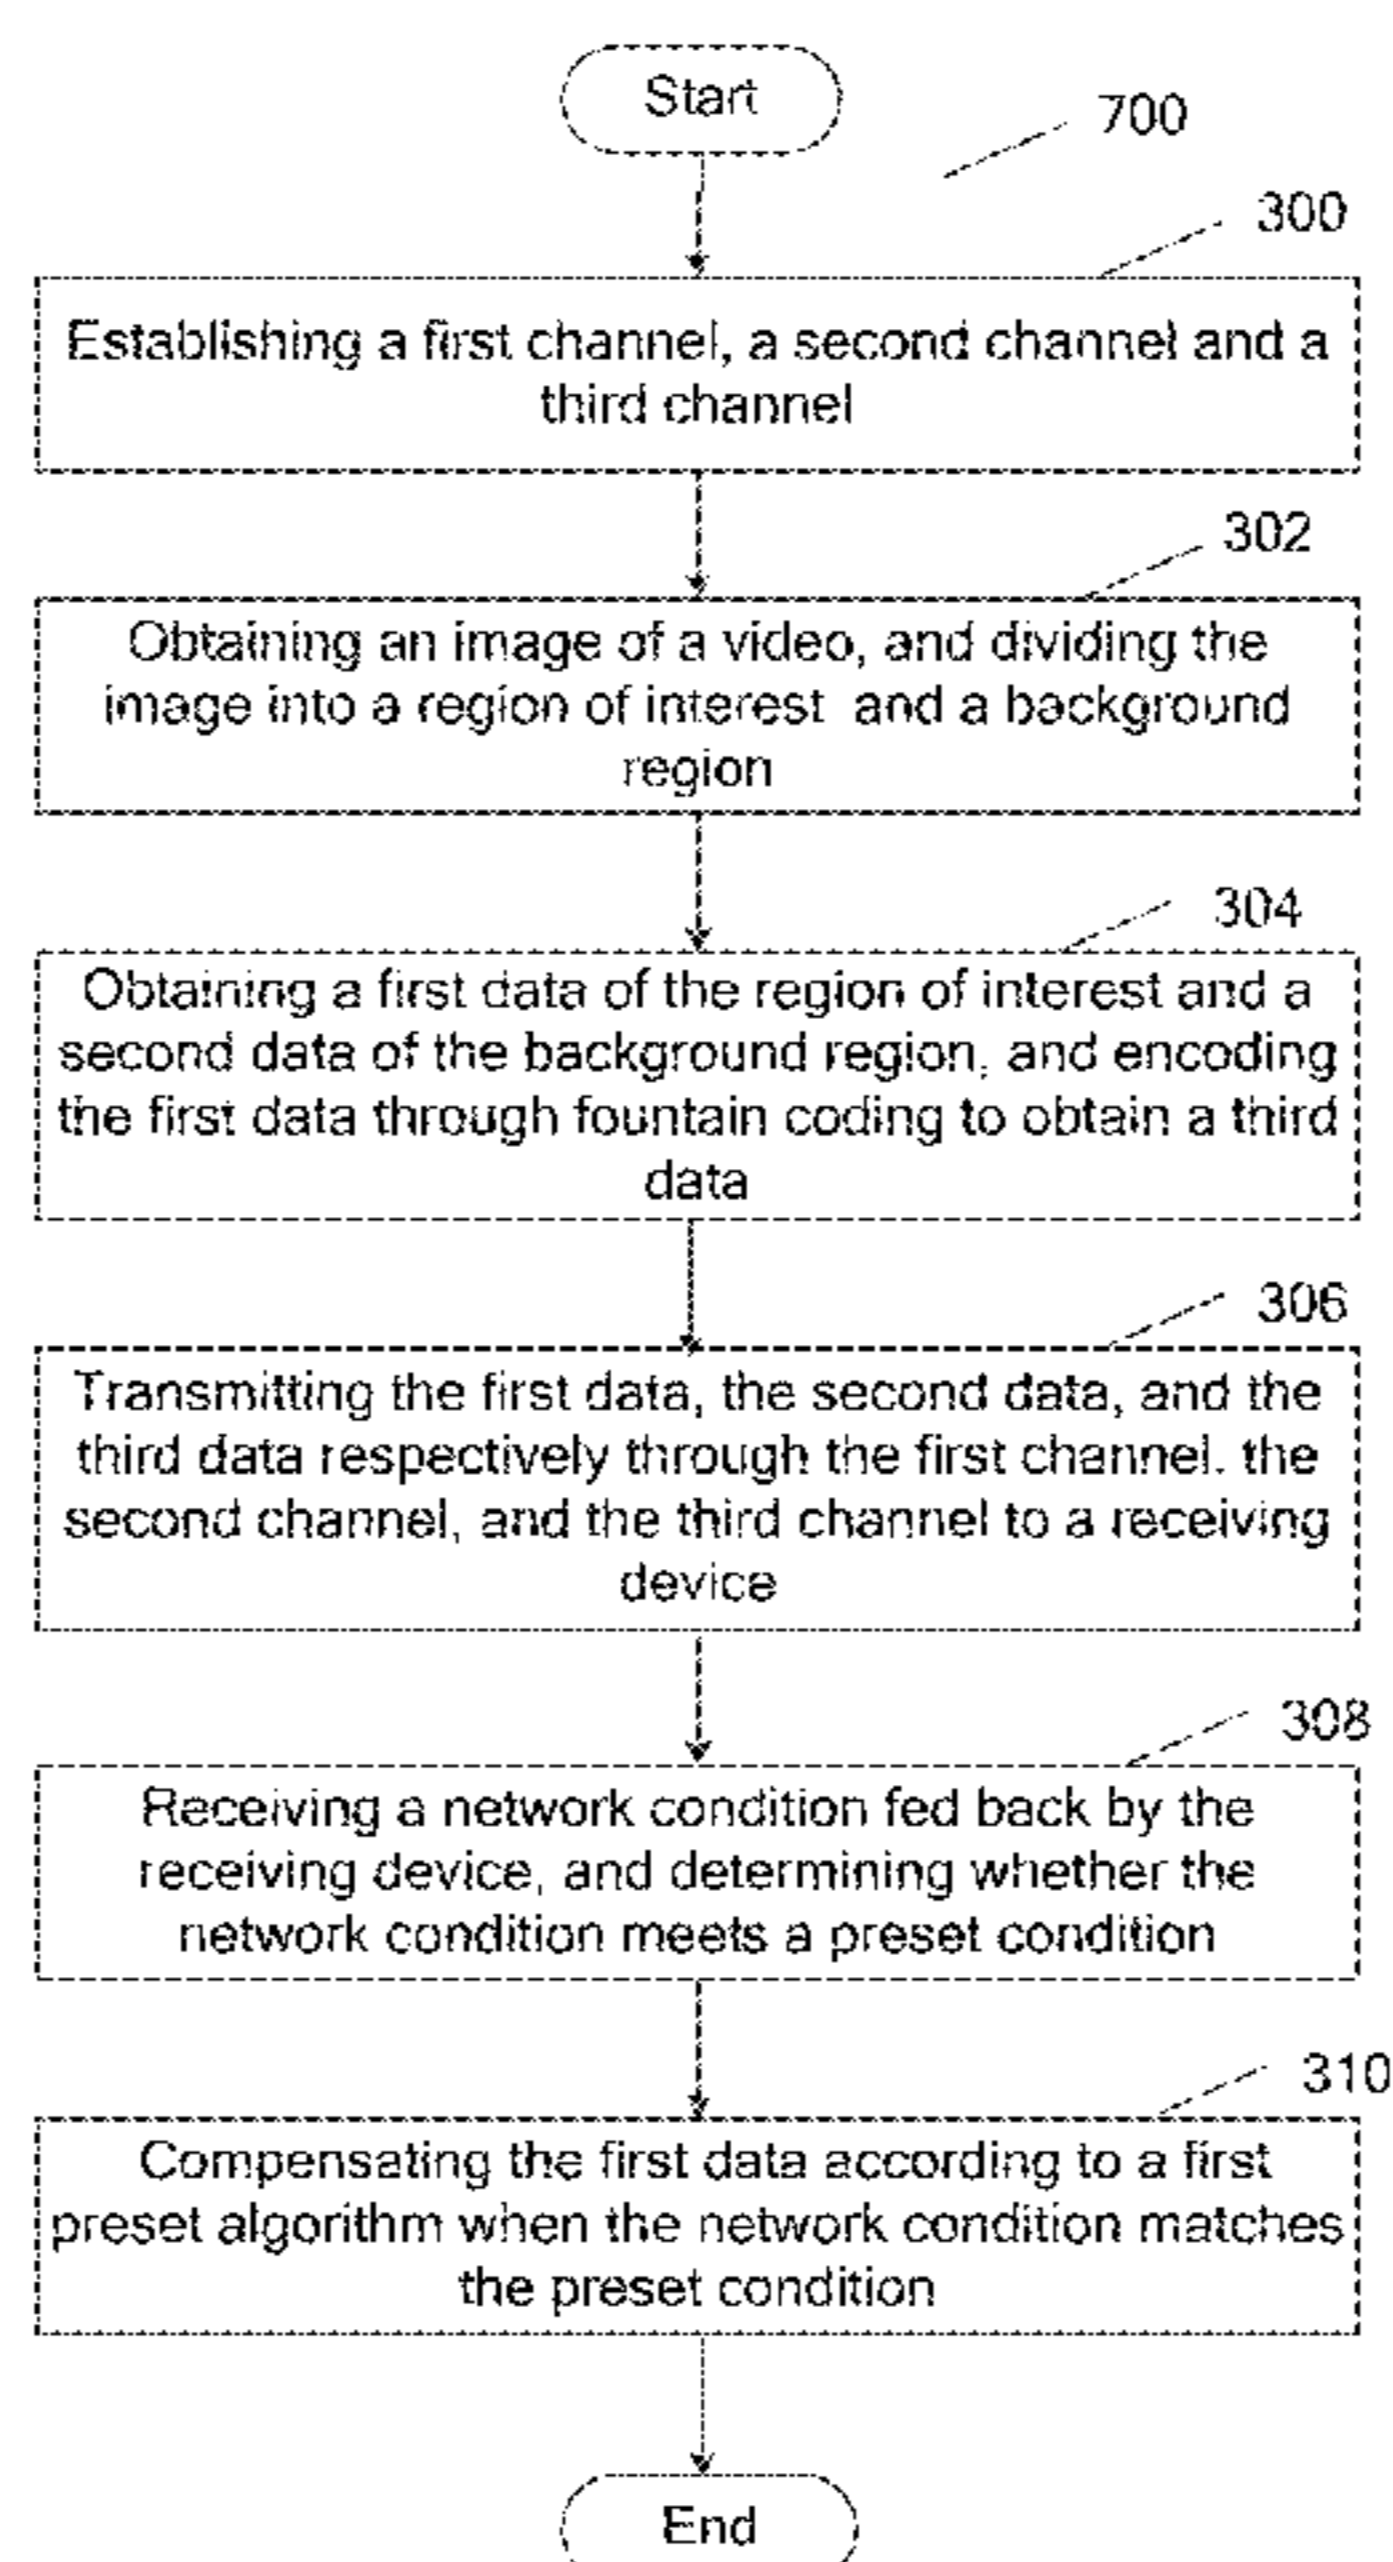 Start
700
300
Establishing a first channel, a second channel and a
third channel
302
Obtaining an image of a video, and dividing the
image into a region of interest and a background
region
304
Obtaining a first data of the region of interest and a
second data of the background region, and encoding
the first data through fountain coding to obtain a third
data
306
Transmitting the first data, the second data, and the
third data respectively through the first channel, the
second channel, and the third channel to a receiving
device
308
Receiving a network condition fed back by the
receiving device, and determining whether the
network condition meets a preset condition
310
Compensating the first data according to a first
preset algorithm when the network condition matches
the preset condition
End